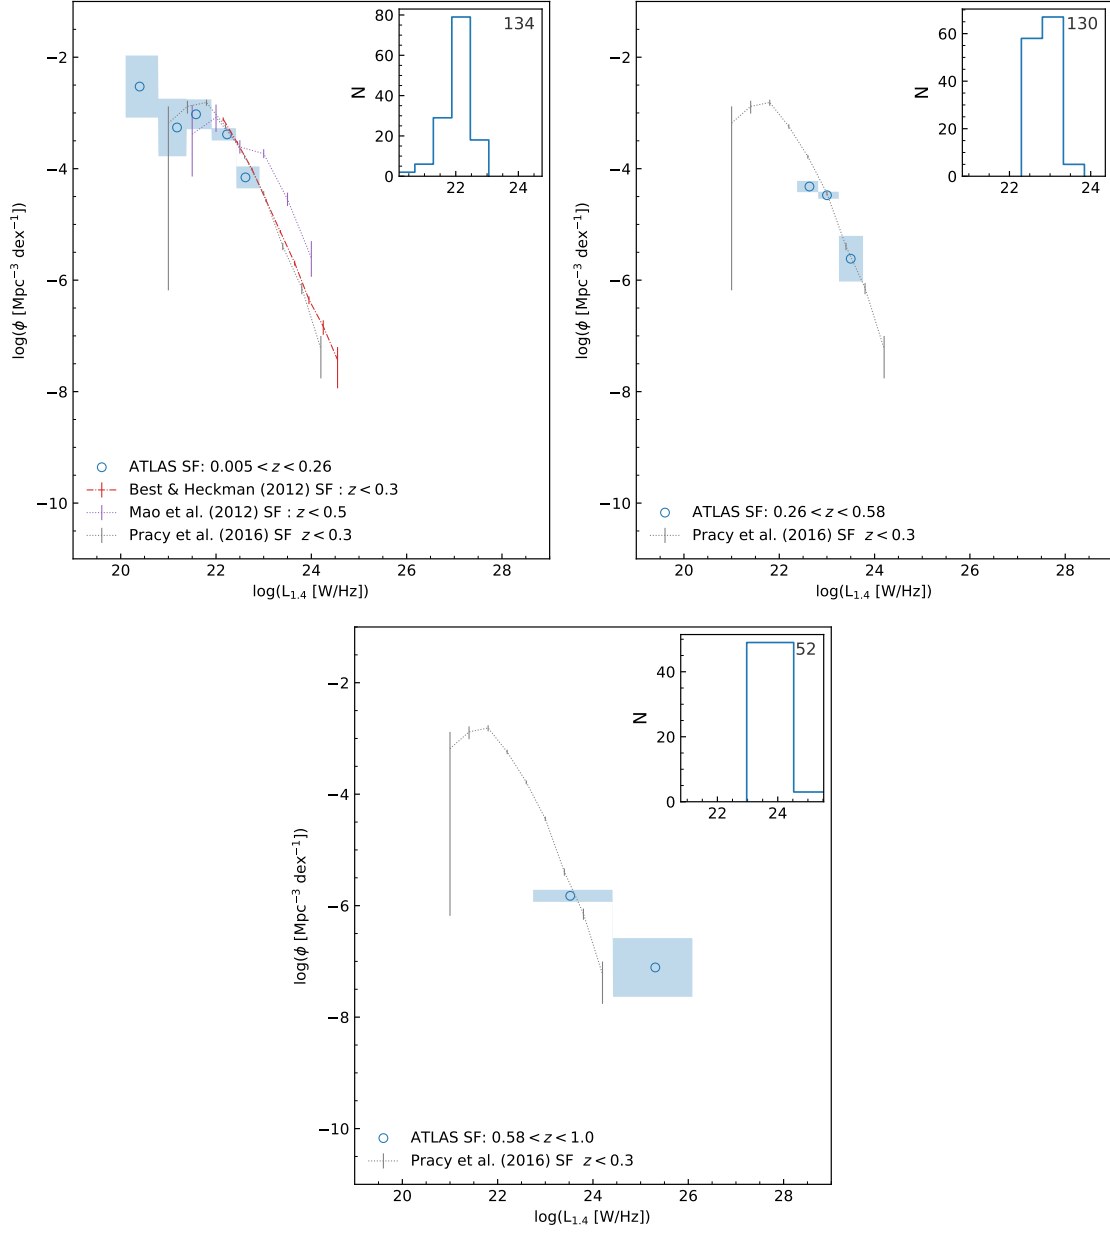 134
80
60
40
20
0
N
22
24
−2
−4
−6
−8
−10
log(ϕ [Mpc⁻³ dex⁻¹])
ATLAS SF: 0.005 < z < 0.26
Best & Heckman (2012) SF : z < 0.3
Mao et al. (2012) SF : z < 0.5
Pracy et al. (2016) SF z < 0.3
20 22 24 26 28
log(L₁.₄ [W/Hz])
130
60
40
20
0
N
22
24
−2
−4
−6
−8
−10
log(ϕ [Mpc⁻³ dex⁻¹])
ATLAS SF: 0.26 < z < 0.58
Pracy et al. (2016) SF z < 0.3
20 22 24 26 28
log(L₁.₄ [W/Hz])
52
40
20
0
N
22
24
−2
−4
−6
−8
−10
log(ϕ [Mpc⁻³ dex⁻¹])
ATLAS SF: 0.58 < z < 1.0
Pracy et al. (2016) SF z < 0.3
20 22 24 26 28
log(L₁.₄ [W/Hz])